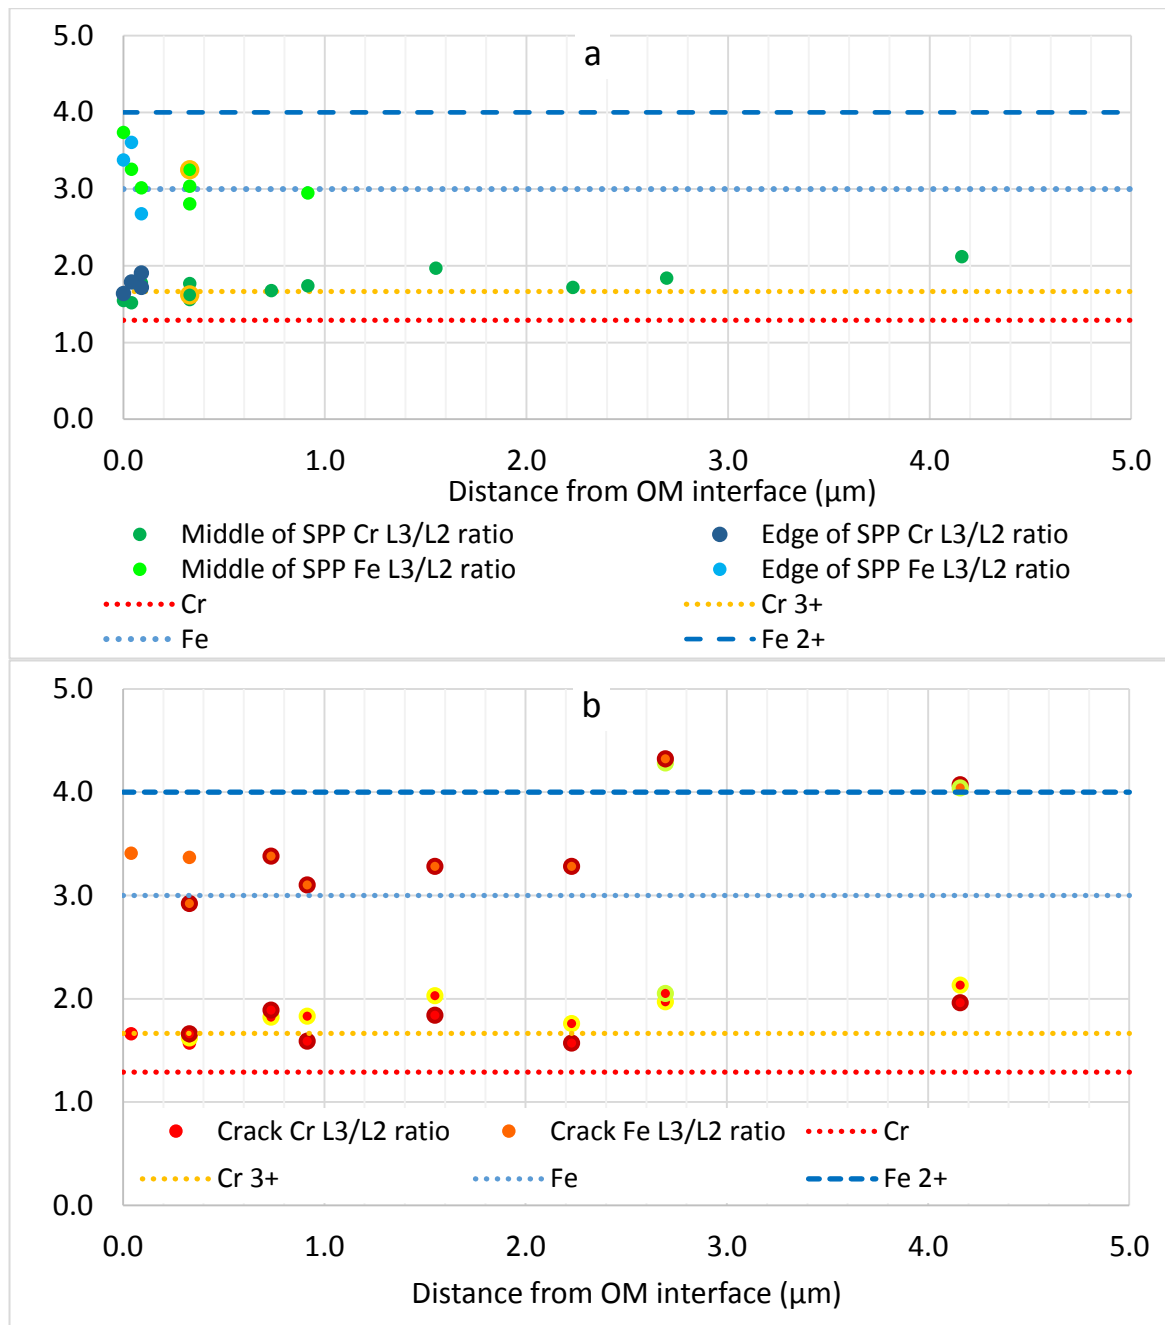 5.0
a
4.0
3.0
2.0
1.0
0.0
0.0 1.0 2.0 3.0 4.0 5.0
Distance from OM interface (µm)
Middle of SPP Cr L3/L2 ratio Edge of SPP Cr L3/L2 ratio
Middle of SPP Fe L3/L2 ratio Edge of SPP Fe L3/L2 ratio
Cr Cr 3+
Fe Fe 2+
5.0
b
4.0
3.0
2.0
1.0
Crack Cr L3/L2 ratio Crack Fe L3/L2 ratio Cr
Cr 3+ Fe Fe 2+
0.0
0.0 1.0 2.0 3.0 4.0 5.0
Distance from OM interface (µm)